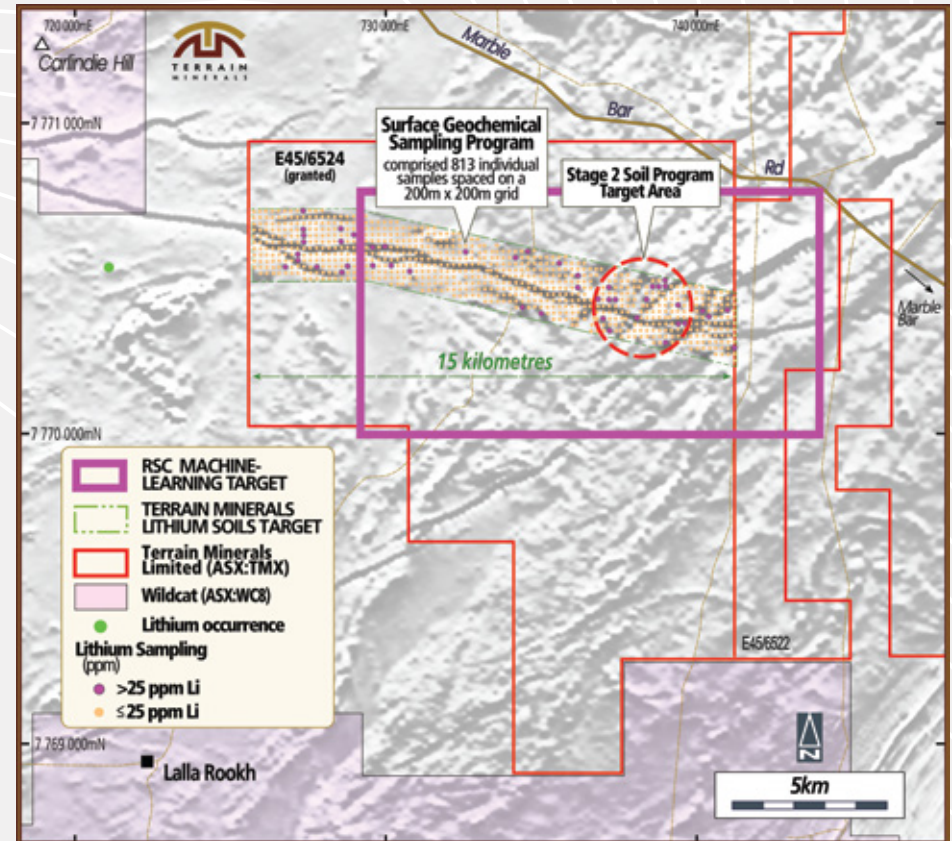 720 000mE
730 000mE
740 000mE
Carlindie Hill
TERRAIN
MINERALS
Marble
Bar
Rd
7 771 000mN
E45/6524
(granted)
Surface Geochemical
Sampling Program
comprised 813 individual
samples spaced on a
200m x 200m grid
Stage 2 Soil Program
Target Area
Marble
Bar
15 kilometres
7 770 000mN
RSC MACHINE-
LEARNING TARGET
TERRAIN MINERALS
LITHIUM SOILS TARGET
Terrain Minerals
Limited (ASX:TMX)
Wildcat (ASX:WC8)
Lithium occurrence
Lithium Sampling
(ppm)
>25 ppm Li
≤25 ppm Li
E45/6522
7 769 000mN
Lalla Rookh
N
5km